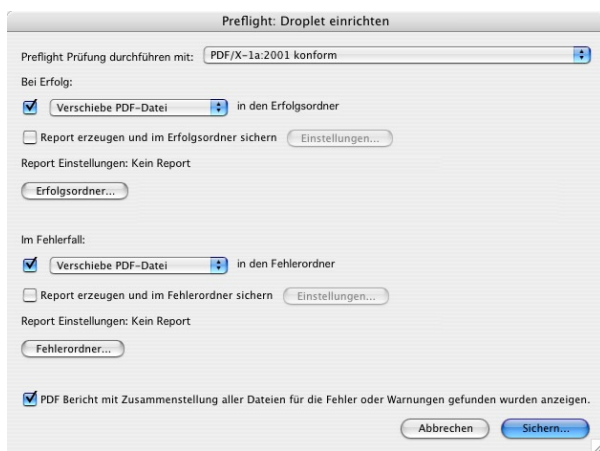 Preflight: Droplet einrichten
Preflight Prüfung durchführen mit: PDF/X-1a:2001 konform
Bei Erfolg:
Verschiebe PDF-Datei in den Erfolgsordner
Report erzeugen und im Erfolgsordner sichern Einstellungen...
Report Einstellungen: Kein Report
Erfolgsordner...
Im Fehlerfall:
Verschiebe PDF-Datei in den Fehlerordner
Report erzeugen und im Fehlerordner sichern Einstellungen...
Report Einstellungen: Kein Report
Fehlerordner...
PDF Bericht mit Zusammenstellung aller Dateien für die Fehler oder Warnungen gefunden wurden anzeigen.
Abbrechen Sichern...